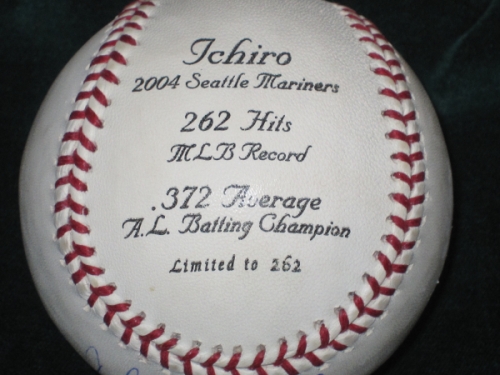 Ichiro
2004 Seattle Mariners
262 Hits
MLB Record
.372 Average
A.L. Batting Champion
Limited to 262